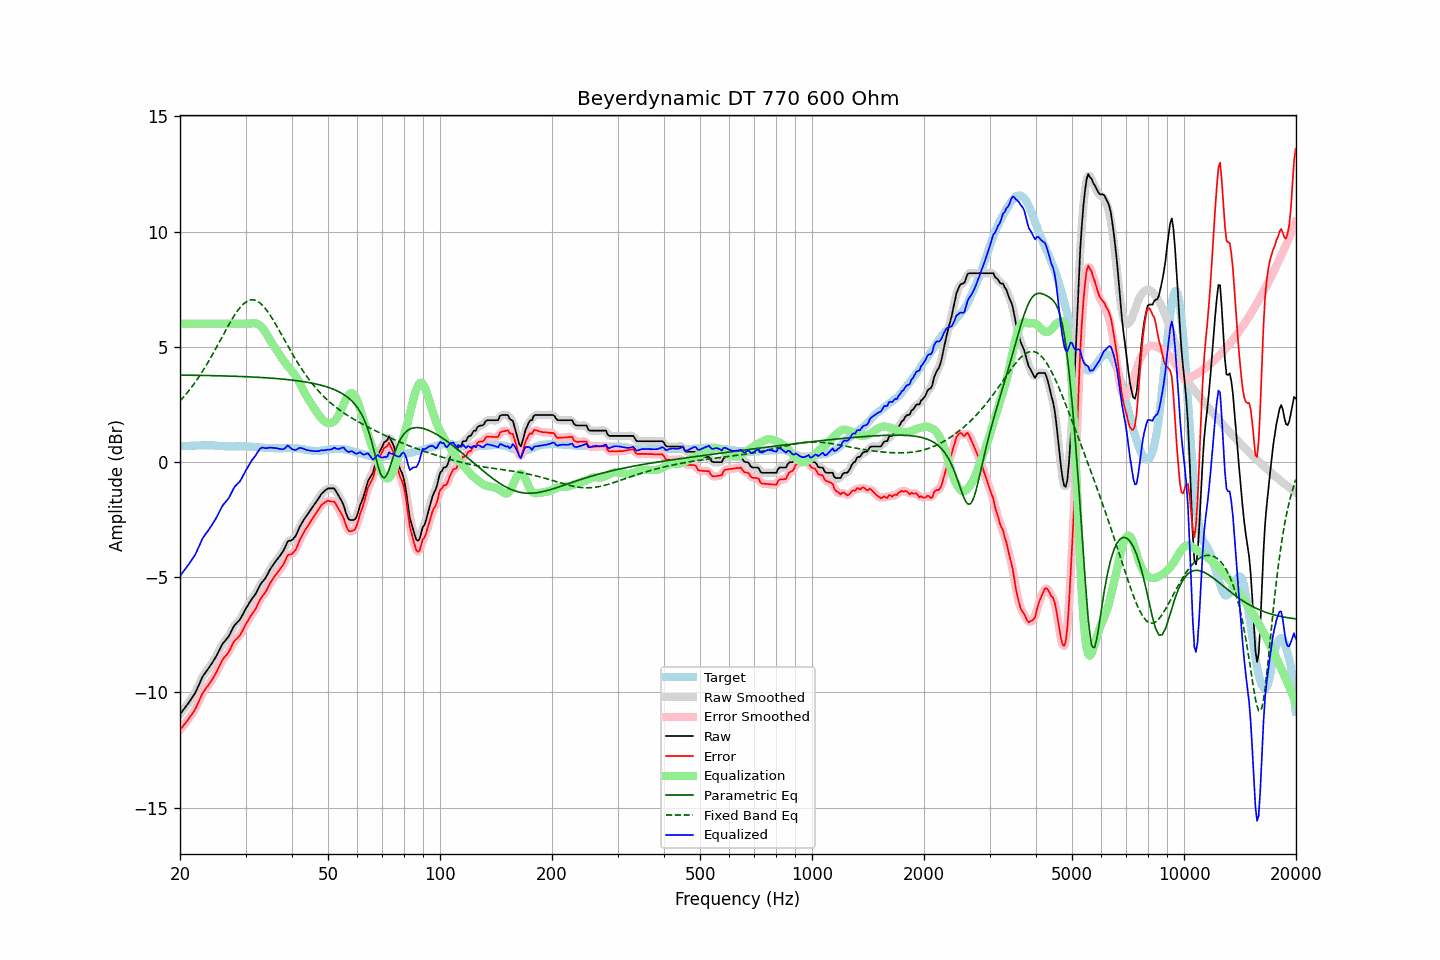 Beyerdynamic DT 770 600 Ohm
Amplitude (dBr)
15
10
5
0
−5
−10
−15
Target
Raw Smoothed
Error Smoothed
Raw
Error
Equalization
Parametric Eq
Fixed Band Eq
Equalized
20 50 100 200 500 1000 2000 5000 10000 20000
Frequency (Hz)